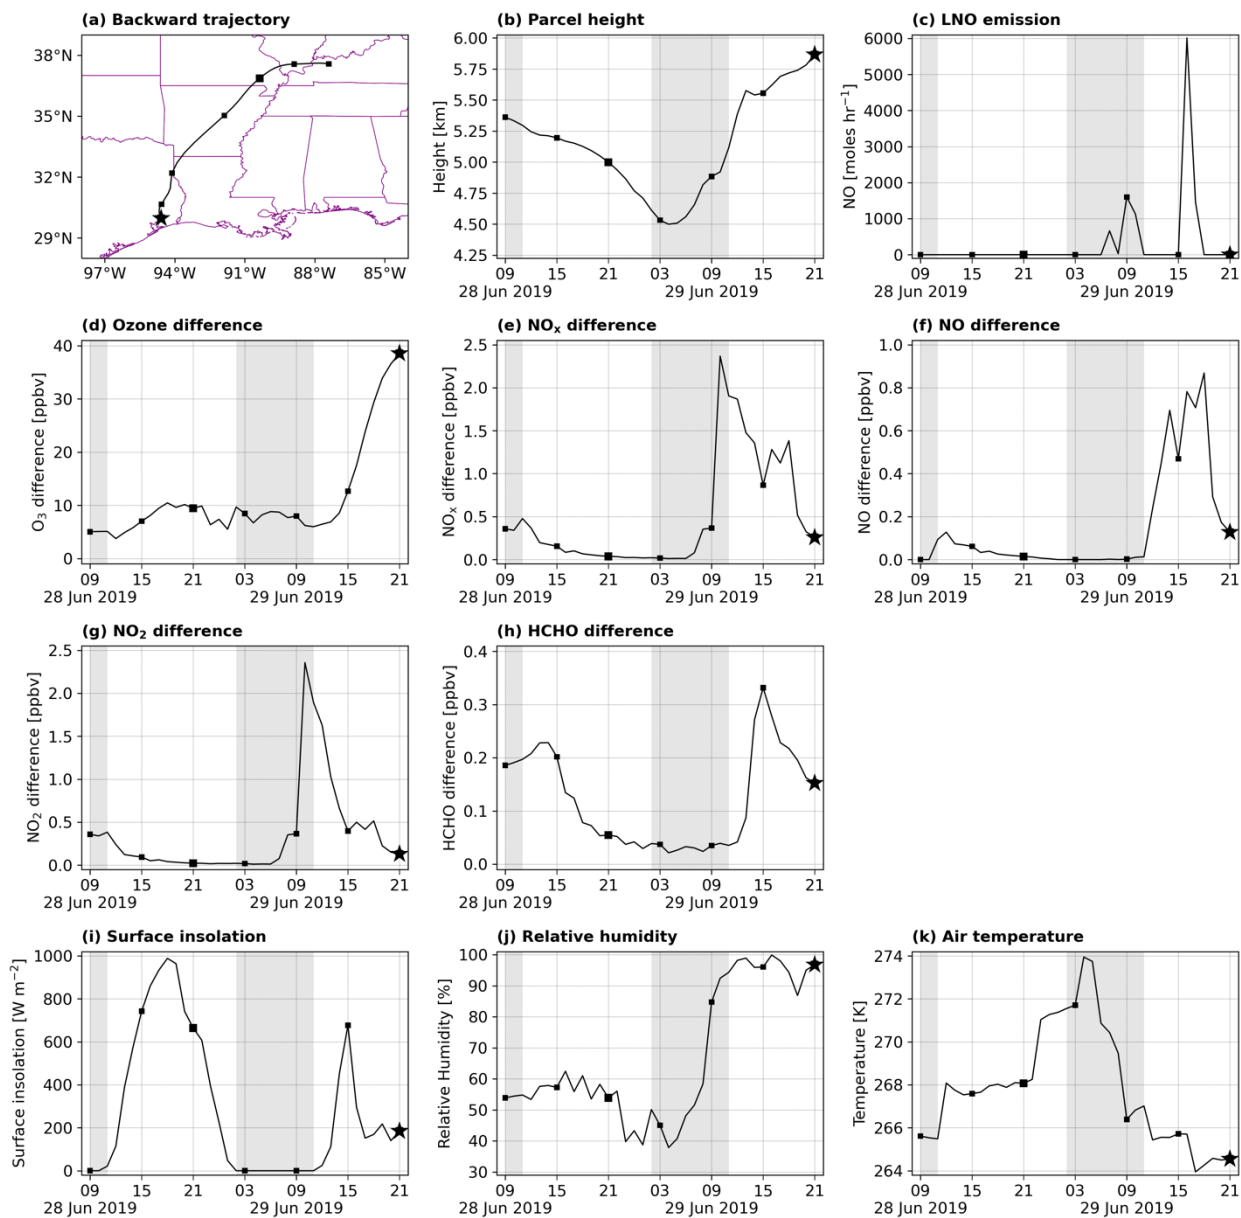 (a) Backward trajectory
38°N
35°N
32°N
29°N
97°W 94°W 91°W 88°W 85°W
(b) Parcel height
Height [km]
6.00
5.75
5.50
5.25
5.00
4.75
4.50
4.25
09 15 21 03 09 15 21
28 Jun 2019 29 Jun 2019
(c) LNO emission
NO [moles hr⁻¹]
6000
5000
4000
3000
2000
1000
0
09 15 21 03 09 15 21
28 Jun 2019 29 Jun 2019
(d) Ozone difference
O₃ difference [ppbv]
40
30
20
10
0
09 15 21 03 09 15 21
28 Jun 2019 29 Jun 2019
(e) NOₓ difference
NOₓ difference [ppbv]
2.5
2.0
1.5
1.0
0.5
0.0
09 15 21 03 09 15 21
28 Jun 2019 29 Jun 2019
(f) NO difference
NO difference [ppbv]
1.0
0.8
0.6
0.4
0.2
0.0
09 15 21 03 09 15 21
28 Jun 2019 29 Jun 2019
(g) NO₂ difference
NO₂ difference [ppbv]
2.5
2.0
1.5
1.0
0.5
0.0
09 15 21 03 09 15 21
28 Jun 2019 29 Jun 2019
(h) HCHO difference
HCHO difference [ppbv]
0.4
0.3
0.2
0.1
0.0
09 15 21 03 09 15 21
28 Jun 2019 29 Jun 2019
(i) Surface insolation
Surface insolation [W m⁻²]
1000
800
600
400
200
0
09 15 21 03 09 15 21
28 Jun 2019 29 Jun 2019
(j) Relative humidity
Relative Humidity [%]
100
90
80
70
60
50
40
30
09 15 21 03 09 15 21
28 Jun 2019 29 Jun 2019
(k) Air temperature
Temperature [K]
274
272
270
268
266
264
09 15 21 03 09 15 21
28 Jun 2019 29 Jun 2019